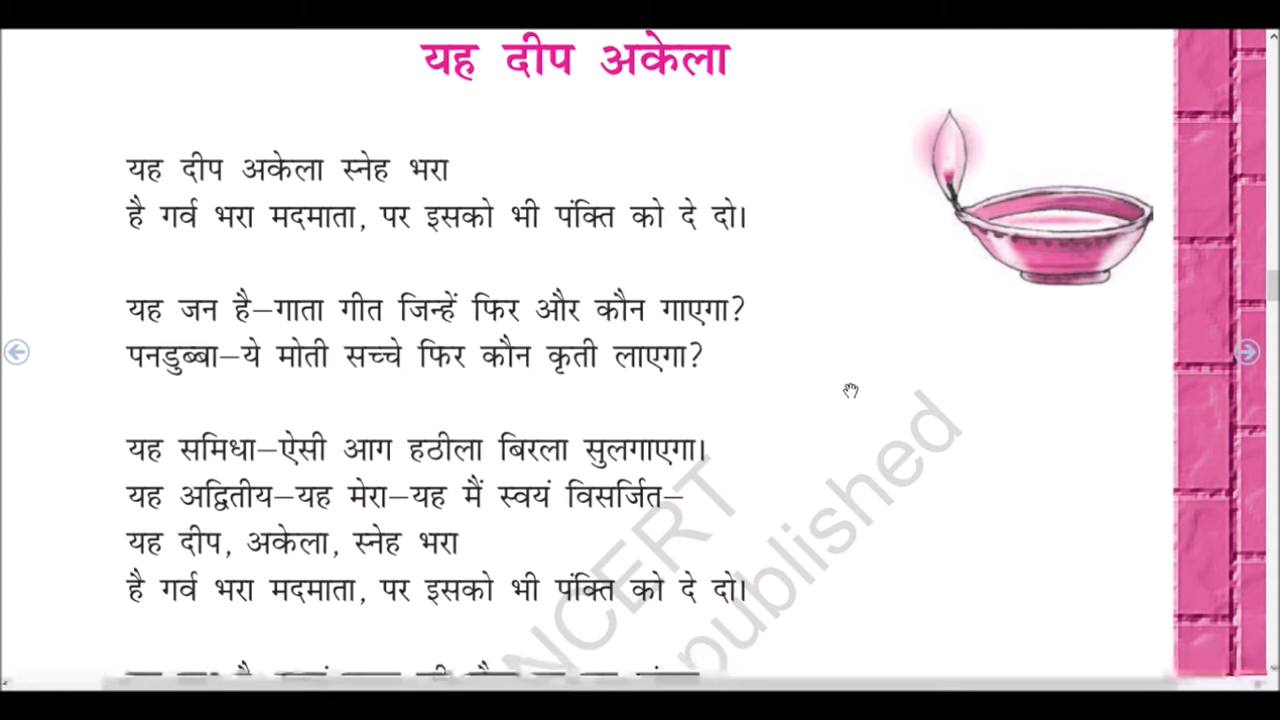 यह दीप अकेला
यह दीप अकेला स्नेह भरा
है गर्व भरा मदमाता, पर इसको भी पंक्ति को दे दो।
यह जन है–गाता गीत जिन्हें फिर और कौन गाएगा?
पनडुब्बा–ये मोती सच्चे फिर कौन कृती लाएगा?
यह समिधा–ऐसी आग हठीला बिरला सुलगाएगा।
यह अद्वितीय–यह मेरा–यह मैं स्वयं विसर्जित–
यह दीप, अकेला, स्नेह भरा
है गर्व भरा मदमाता, पर इसको भी पंक्ति को दे दो।
NCERT
published